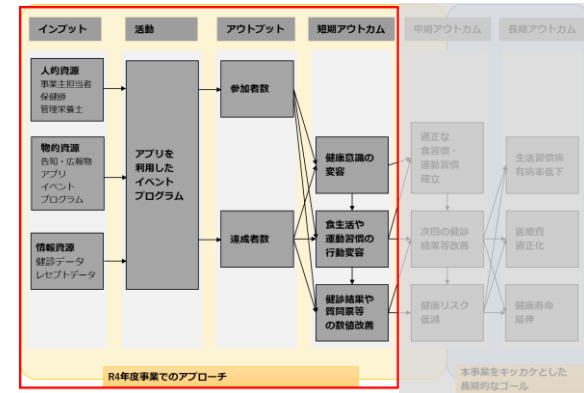 インプット
活動
アウトプット
短期アウトカム
中期アウトカム
長期アウトカム
人的資源
事業主担当者
保健師
管理栄養士
物的資源
告知・広報物
アプリ
イベント
プログラム
情報資源
健診データ
レセプトデータ
アプリを
利用した
イベント
プログラム
参加者数
達成者数
健康意識の
変容
食生活や
運動習慣の
行動変容
健診結果や
質問票等
の数値改善
適正な
食習慣・
運動習慣
確立
次回の健診
結果等改善
健康リスク
低減
生活習慣病
有病率低下
医療費
適正化
健康寿命
延伸
R4年度事業でのアプローチ
本事業をキッカケとした
長期的なゴール